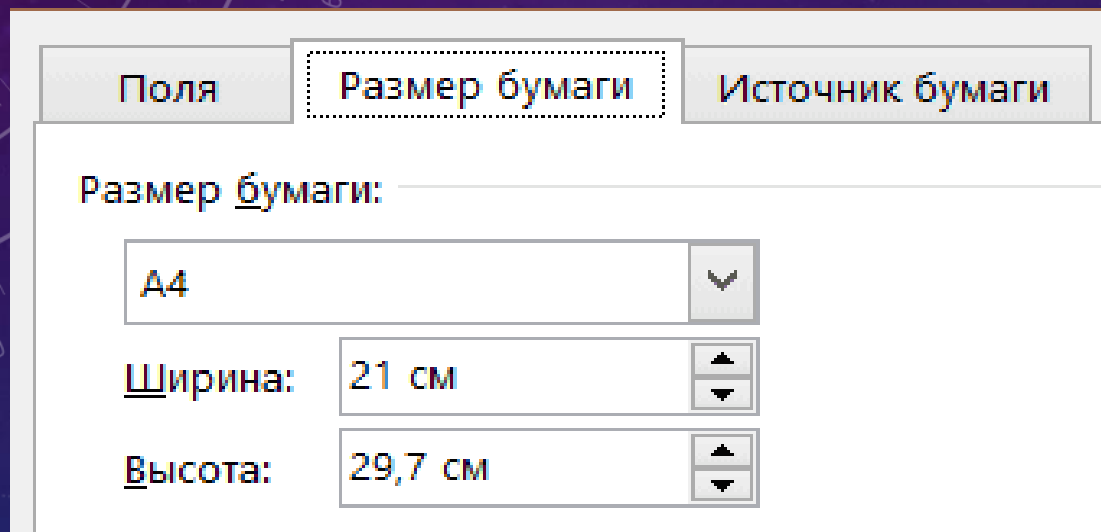 Поля Размер бумаги Источник бумаги
Размер бумаги:
A4
Ширина: 21 см
Высота: 29,7 см